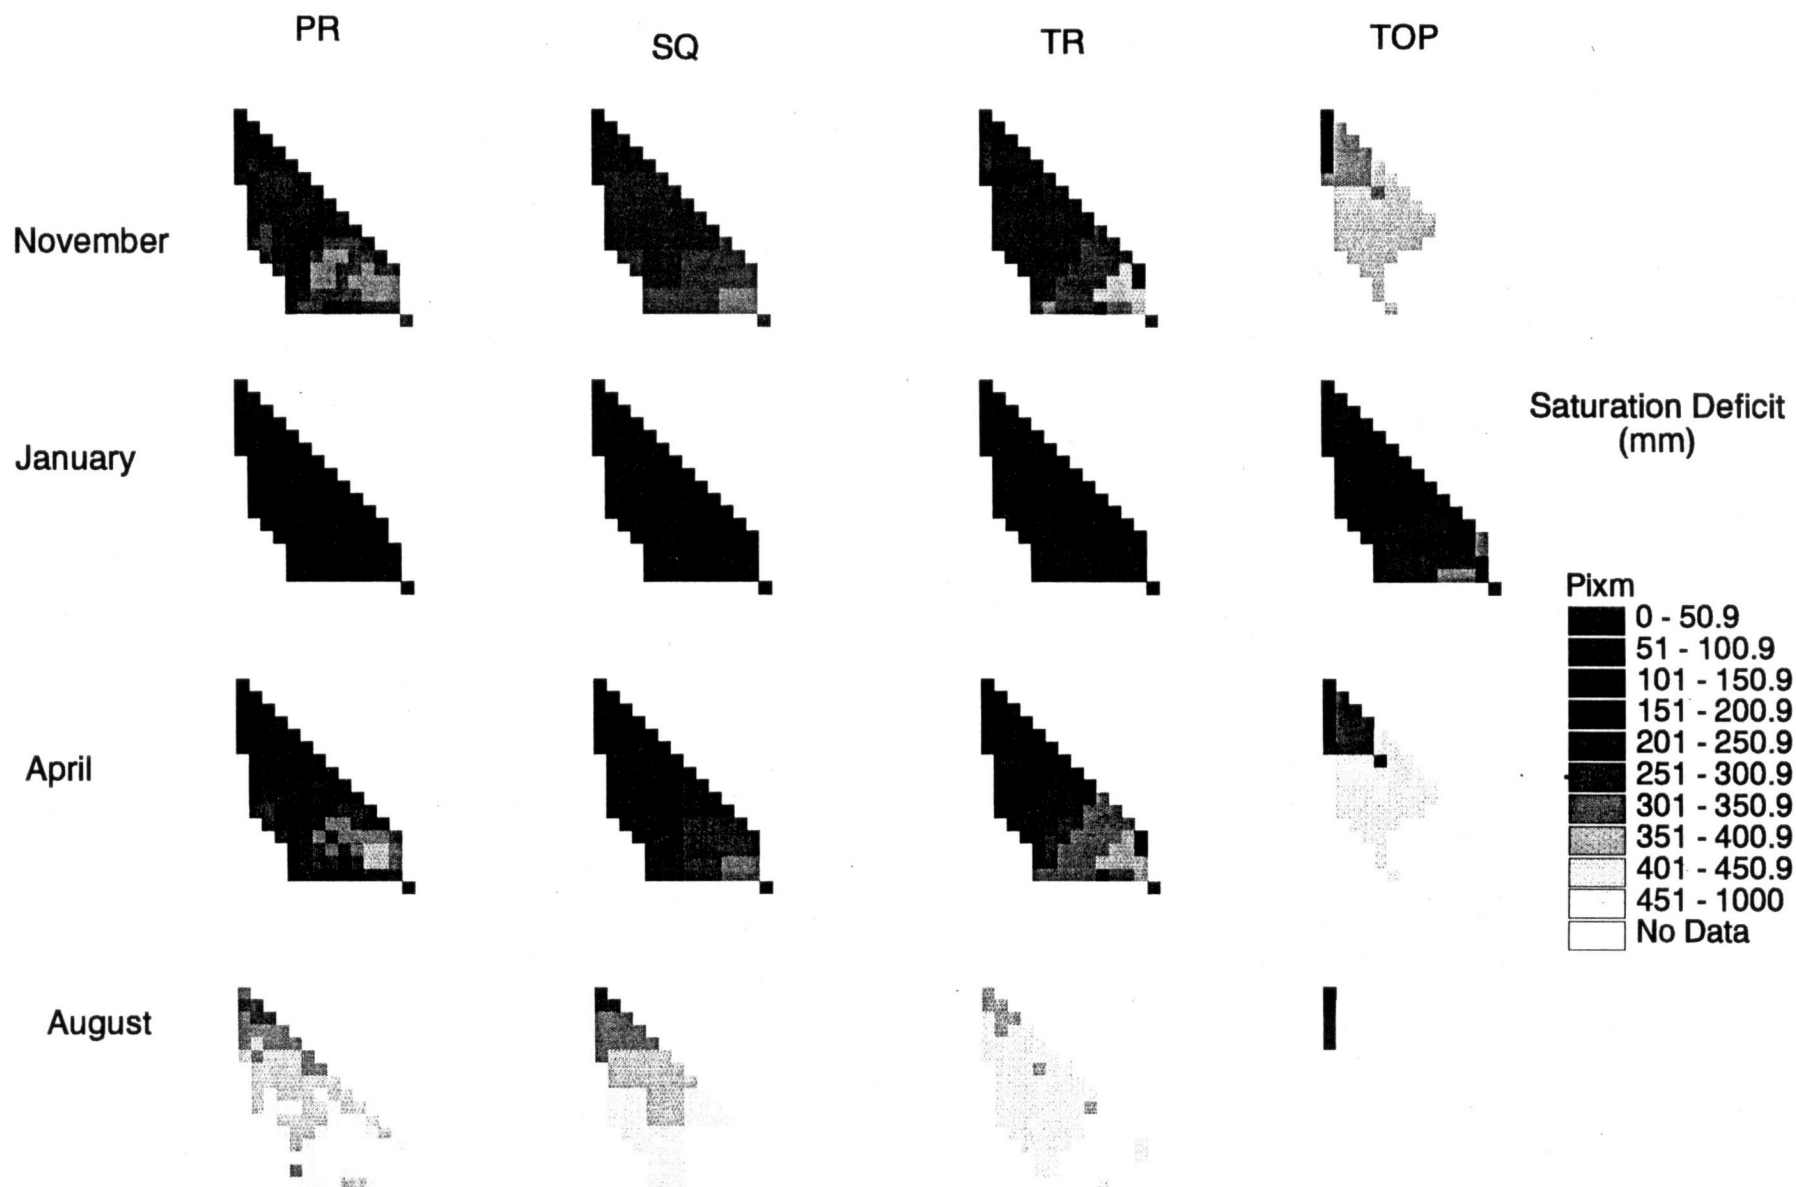 PR
SQ
TR
TOP
November
January
Saturation Deficit
(mm)
Pixm
0 - 50.9
51 - 100.9
101 - 150.9
151 - 200.9
201 - 250.9
251 - 300.9
301 - 350.9
351 - 400.9
401 - 450.9
451 - 1000
No Data
April
August